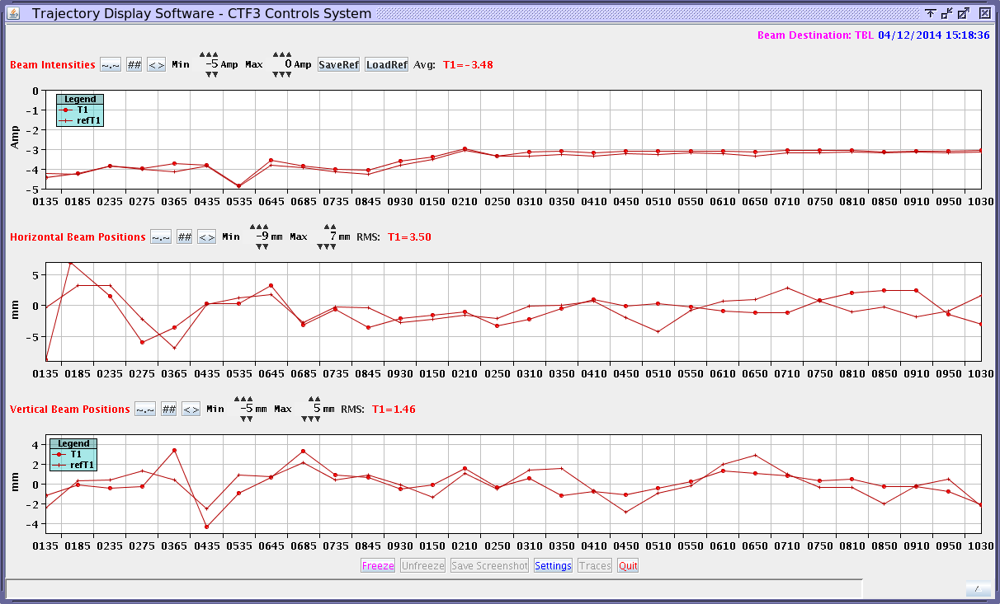 Trajectory Display Software - CTF3 Controls System
Beam Destination: TBL 04/12/2014 15:18:36
Beam Intensities ~.~ ## <> Min -5 Amp Max 0 Amp SaveRef LoadRef Avg: T1=-3.48
Legend
T1
refT1
Amp
0
-1
-2
-3
-4
-5
0135 0185 0235 0275 0365 0435 0535 0645 0685 0735 0845 0930 0150 0210 0250 0310 0350 0410 0450 0510 0550 0610 0650 0710 0750 0810 0850 0910 0950 1030
Horizontal Beam Positions ~.~ ## <> Min -9 mm Max 7 mm RMS: T1=3.50
mm
5
0
-5
0135 0185 0235 0275 0365 0435 0535 0645 0685 0735 0845 0930 0150 0210 0250 0310 0350 0410 0450 0510 0550 0610 0650 0710 0750 0810 0850 0910 0950 1030
Vertical Beam Positions ~.~ ## <> Min -5 mm Max 5 mm RMS: T1=1.46
Legend
T1
refT1
mm
4
2
0
-2
-4
0135 0185 0235 0275 0365 0435 0535 0645 0685 0735 0845 0930 0150 0210 0250 0310 0350 0410 0450 0510 0550 0610 0650 0710 0750 0810 0850 0910 0950 1030
Freeze Unfreeze Save Screenshot Settings Traces Quit